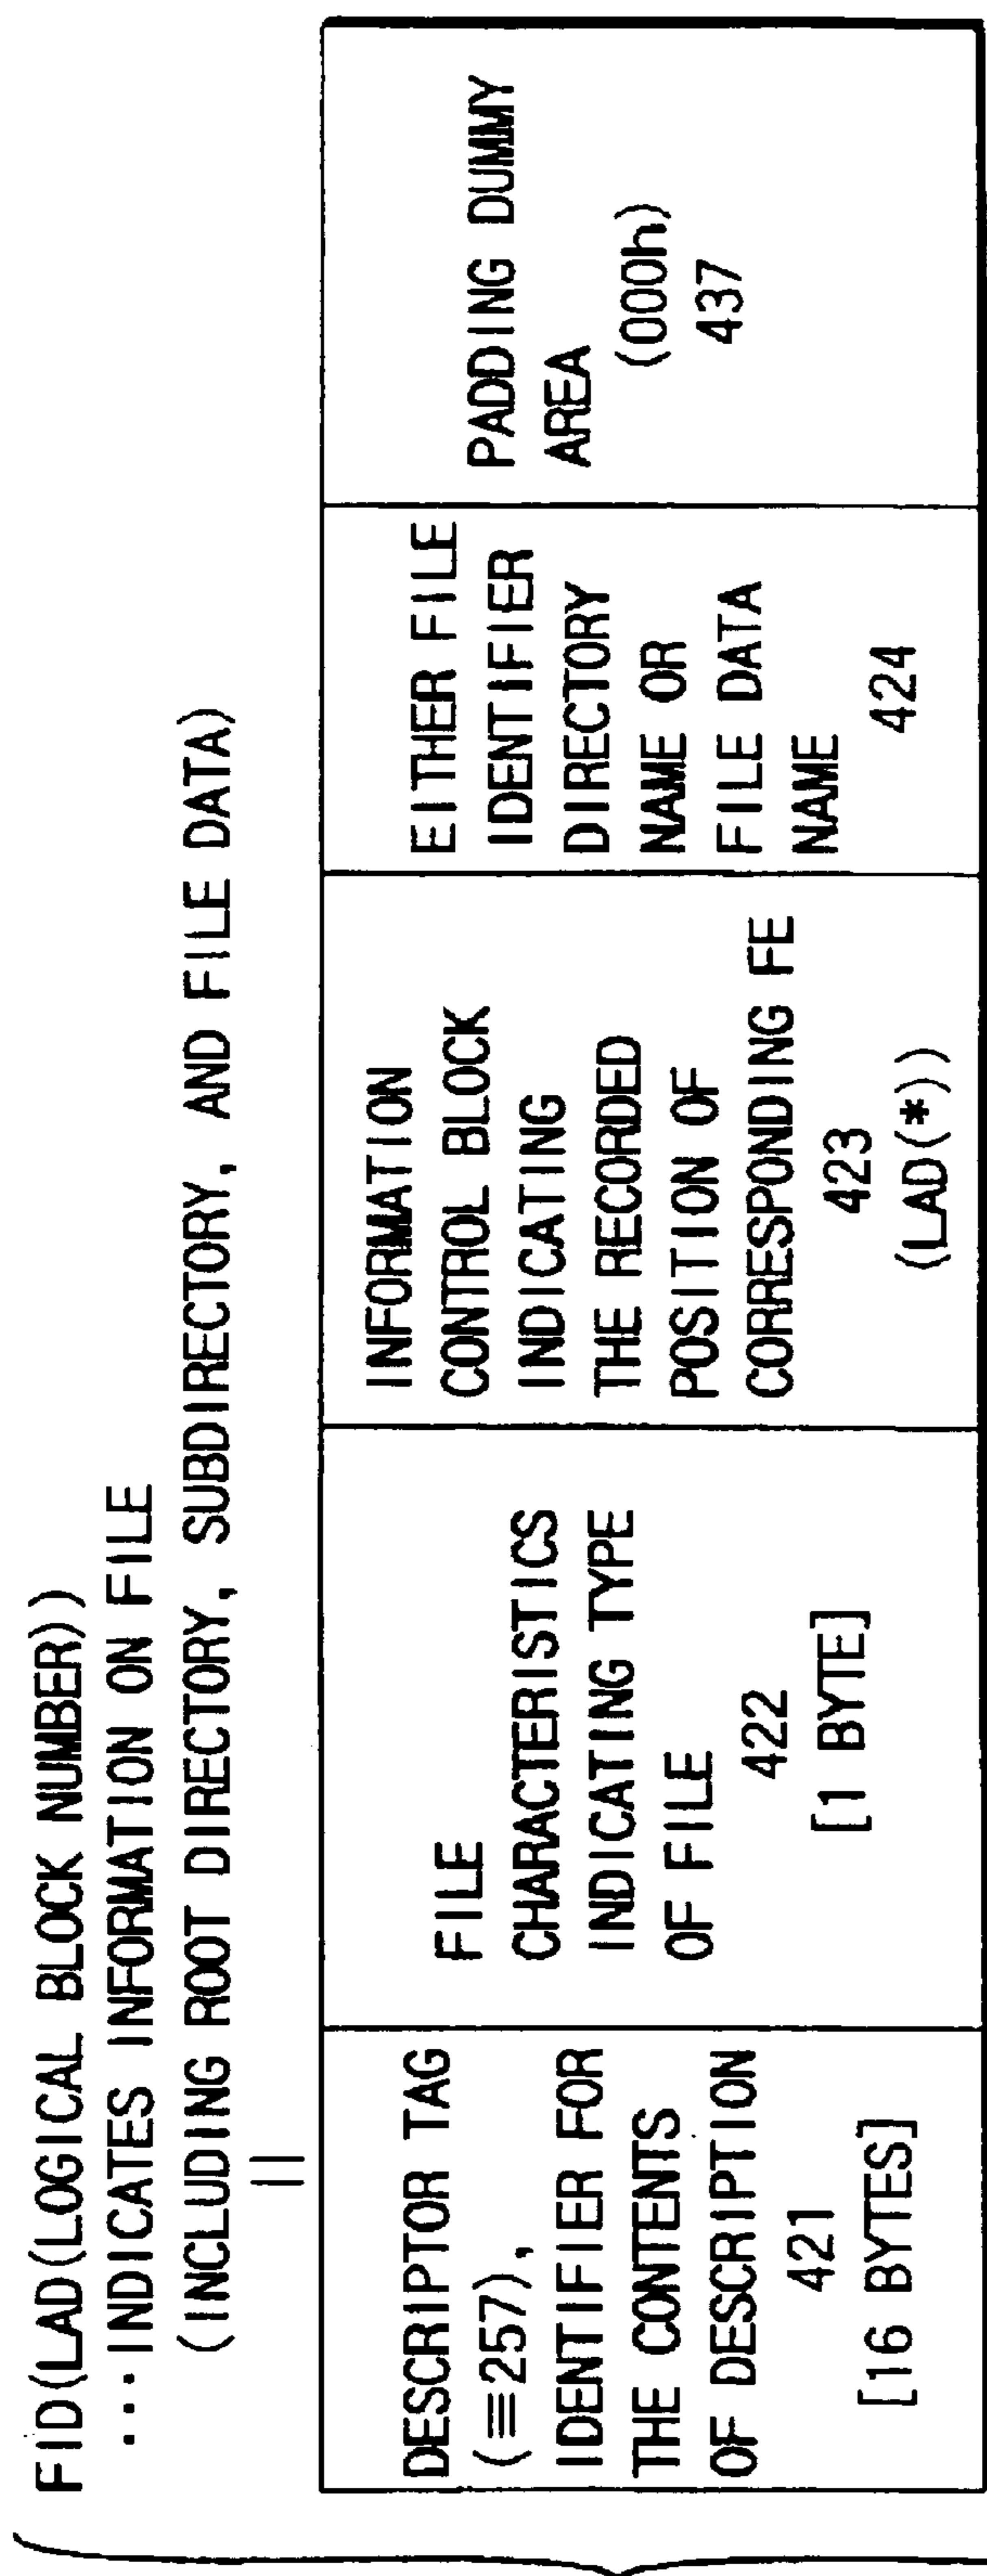 FID(LAD(LOGICAL BLOCK NUMBER))
···INDICATES INFORMATION ON FILE
(INCLUDING ROOT DIRECTORY, SUBDIRECTORY, AND FILE DATA)
||
DESCRIPTOR TAG
(≡257),
IDENTIFIER FOR
THE CONTENTS
OF DESCRIPTION
421
[16 BYTES]
FILE
CHARACTERISTICS
INDICATING TYPE
OF FILE
422
[1 BYTE]
INFORMATION
CONTROL BLOCK
INDICATING
THE RECORDED
POSITION OF
CORRESPONDING FE
423
(LAD(*))
EITHER FILE
IDENTIFIER
DIRECTORY
NAME OR
FILE DATA
NAME
424
PADDING DUMMY
AREA
(000h)
437